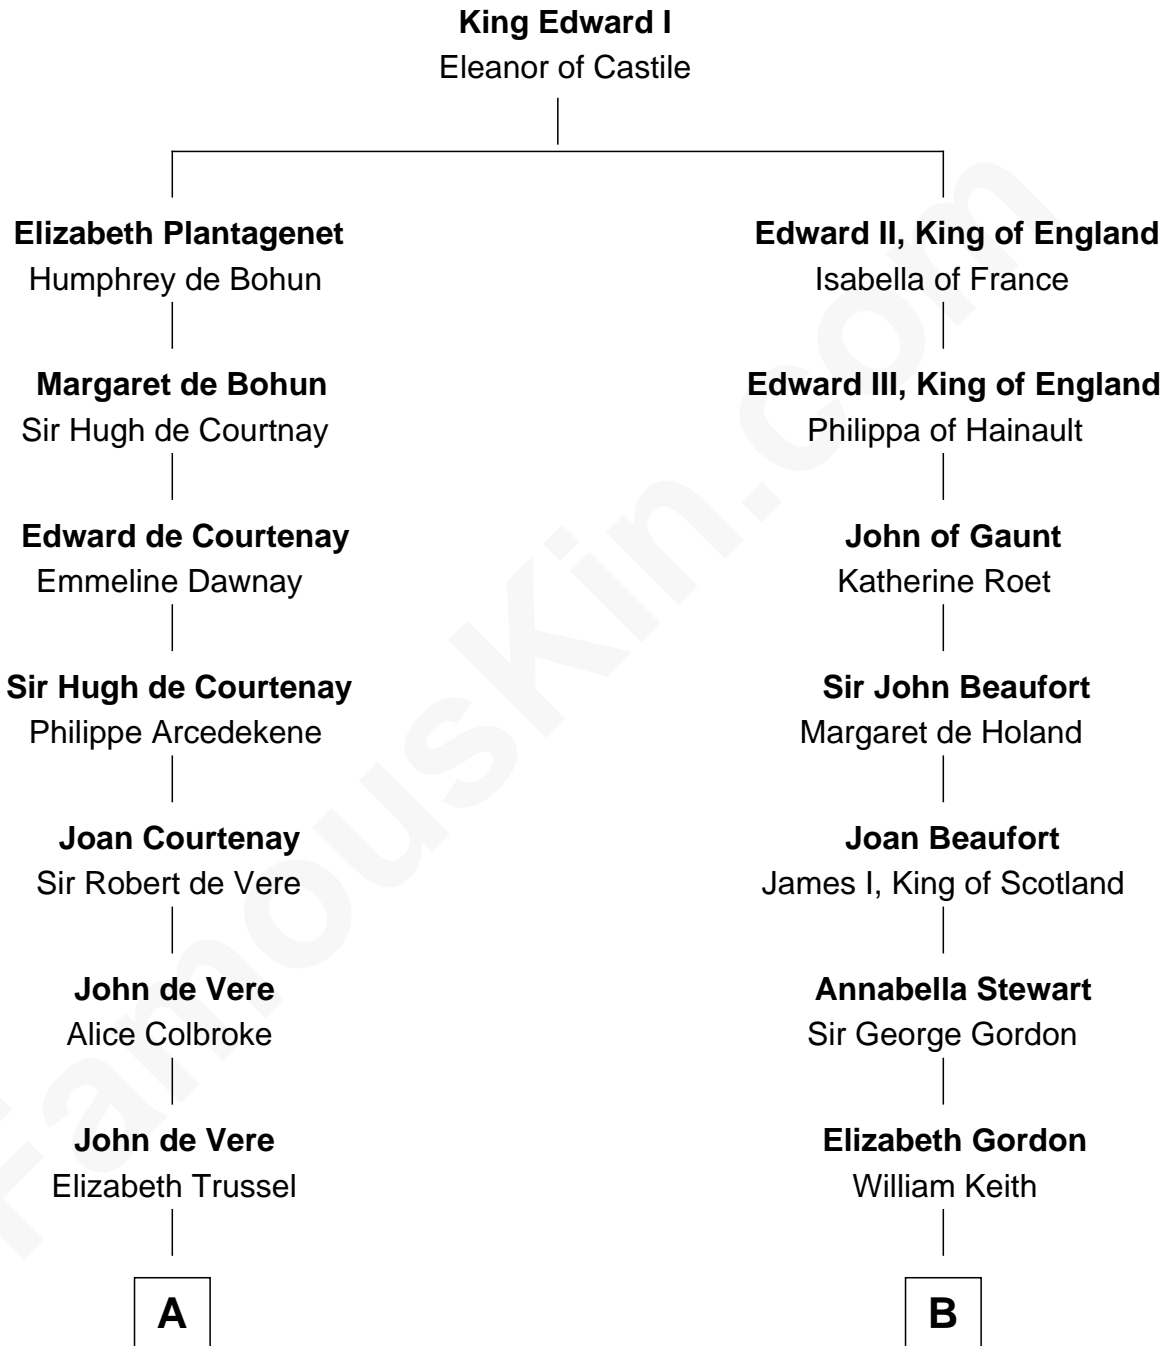 King Edward I
Eleanor of Castile
Elizabeth Plantagenet
Humphrey de Bohun
Margaret de Bohun
Sir Hugh de Courtnay
Edward de Courtenay
Emmeline Dawnay
Sir Hugh de Courtenay
Philippe Arcedekene
Joan Courtenay
Sir Robert de Vere
John de Vere
Alice Colbroke
John de Vere
Elizabeth Trussel
A
Edward II, King of England
Isabella of France
Edward III, King of England
Philippa of Hainault
John of Gaunt
Katherine Roet
Sir John Beaufort
Margaret de Holand
Joan Beaufort
James I, King of Scotland
Annabella Stewart
Sir George Gordon
Elizabeth Gordon
William Keith
B
FamousKin.com